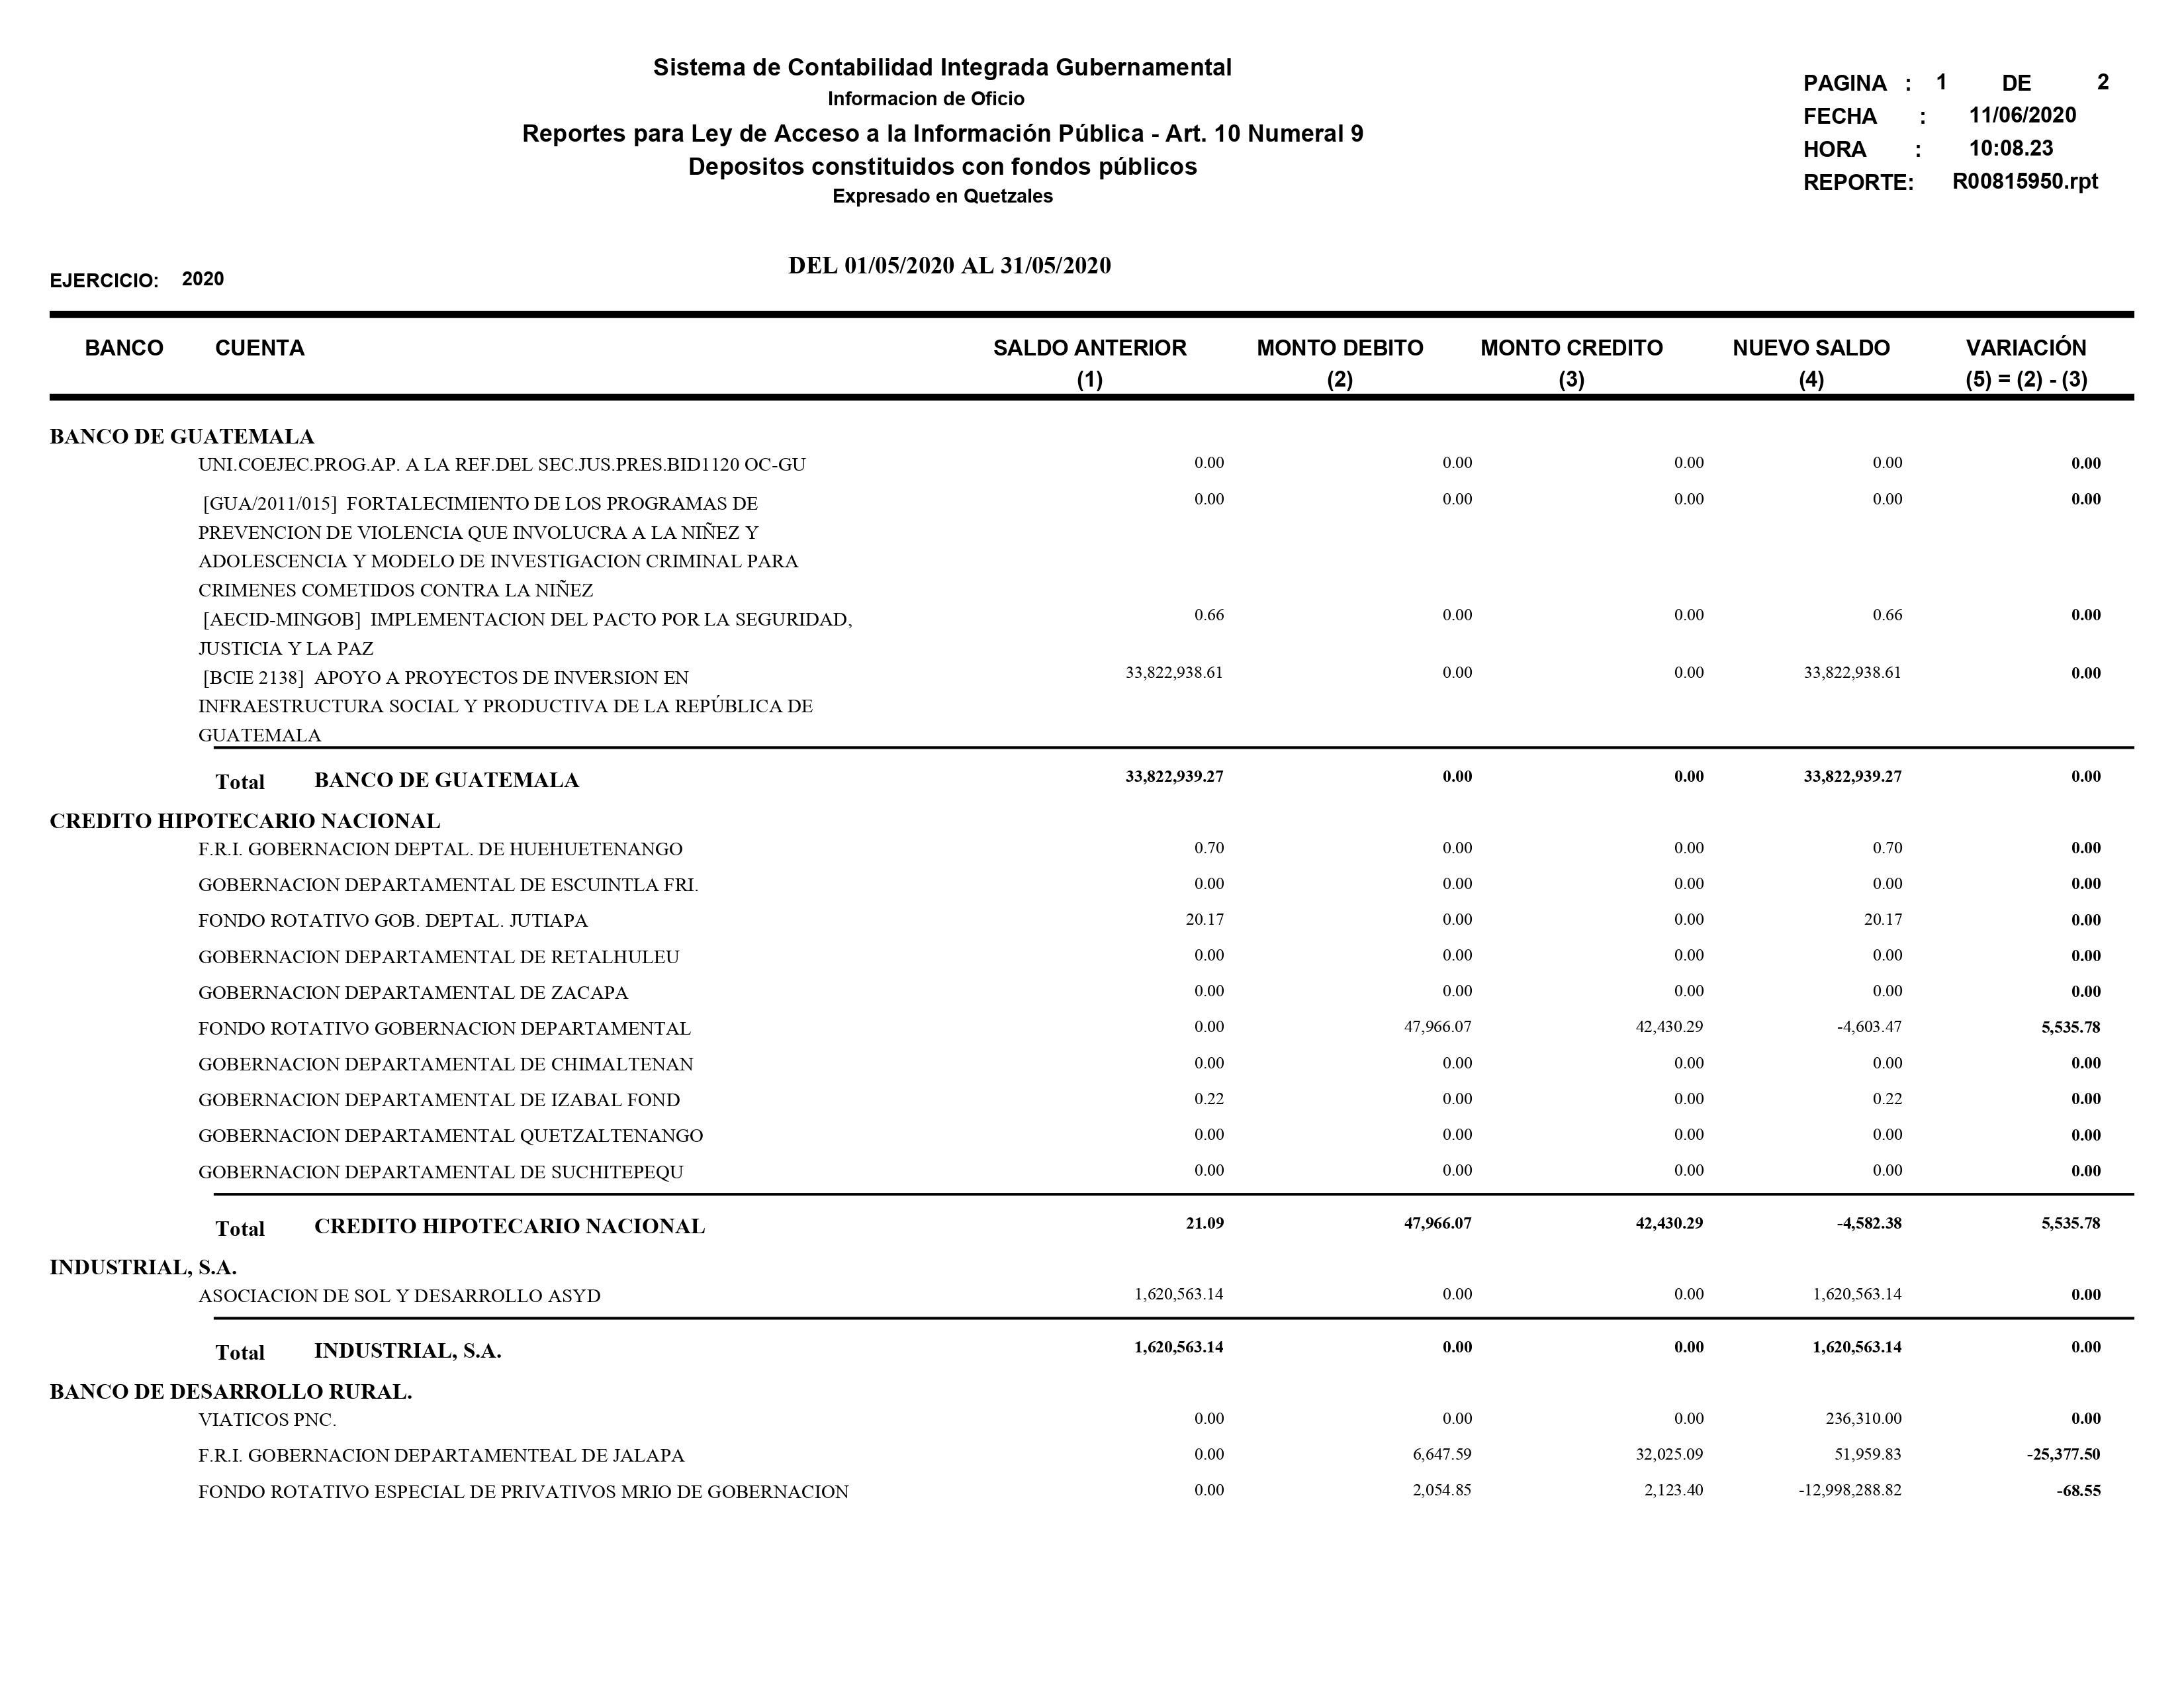 Sistema de Contabilidad Integrada Gubernamental
Informacion de Oficio
Reportes para Ley de Acceso a la Información Pública - Art. 10 Numeral 9
Depositos constituidos con fondos públicos
Expresado en Quetzales
PAGINA : 1 DE 2
FECHA : 11/06/2020
HORA : 10:08.23
REPORTE: R00815950.rpt
DEL 01/05/2020 AL 31/05/2020
EJERCICIO: 2020
BANCO CUENTA SALDO ANTERIOR MONTO DEBITO MONTO CREDITO NUEVO SALDO VARIACIÓN
(1) (2) (3) (4) (5) = (2) - (3)
BANCO DE GUATEMALA
UNI.COEJEC.PROG.AP. A LA REF.DEL SEC.JUS.PRES.BID1120 OC-GU 0.00 0.00 0.00 0.00 0.00
[GUA/2011/015] FORTALECIMIENTO DE LOS PROGRAMAS DE 0.00 0.00 0.00 0.00 0.00
PREVENCION DE VIOLENCIA QUE INVOLUCRA A LA NIÑEZ Y
ADOLESCENCIA Y MODELO DE INVESTIGACION CRIMINAL PARA
CRIMENES COMETIDOS CONTRA LA NIÑEZ
[AECID-MINGOB] IMPLEMENTACION DEL PACTO POR LA SEGURIDAD, 0.66 0.00 0.00 0.66 0.00
JUSTICIA Y LA PAZ
[BCIE 2138] APOYO A PROYECTOS DE INVERSION EN 33,822,938.61 0.00 0.00 33,822,938.61 0.00
INFRAESTRUCTURA SOCIAL Y PRODUCTIVA DE LA REPÚBLICA DE
GUATEMALA
Total BANCO DE GUATEMALA 33,822,939.27 0.00 0.00 33,822,939.27 0.00
CREDITO HIPOTECARIO NACIONAL
F.R.I. GOBERNACION DEPTAL. DE HUEHUETENANGO 0.70 0.00 0.00 0.70 0.00
GOBERNACION DEPARTAMENTAL DE ESCUINTLA FRI. 0.00 0.00 0.00 0.00 0.00
FONDO ROTATIVO GOB. DEPTAL. JUTIAPA 20.17 0.00 0.00 20.17 0.00
GOBERNACION DEPARTAMENTAL DE RETALHULEU 0.00 0.00 0.00 0.00 0.00
GOBERNACION DEPARTAMENTAL DE ZACAPA 0.00 0.00 0.00 0.00 0.00
FONDO ROTATIVO GOBERNACION DEPARTAMENTAL 0.00 47,966.07 42,430.29 -4,603.47 5,535.78
GOBERNACION DEPARTAMENTAL DE CHIMALTENAN 0.00 0.00 0.00 0.00 0.00
GOBERNACION DEPARTAMENTAL DE IZABAL FOND 0.22 0.00 0.00 0.22 0.00
GOBERNACION DEPARTAMENTAL QUETZALTENANGO 0.00 0.00 0.00 0.00 0.00
GOBERNACION DEPARTAMENTAL DE SUCHITEPEQU 0.00 0.00 0.00 0.00 0.00
Total CREDITO HIPOTECARIO NACIONAL 21.09 47,966.07 42,430.29 -4,582.38 5,535.78
INDUSTRIAL, S.A.
ASOCIACION DE SOL Y DESARROLLO ASYD 1,620,563.14 0.00 0.00 1,620,563.14 0.00
Total INDUSTRIAL, S.A. 1,620,563.14 0.00 0.00 1,620,563.14 0.00
BANCO DE DESARROLLO RURAL.
VIATICOS PNC. 0.00 0.00 0.00 236,310.00 0.00
F.R.I. GOBERNACION DEPARTAMENTEAL DE JALAPA 0.00 6,647.59 32,025.09 51,959.83 -25,377.50
FONDO ROTATIVO ESPECIAL DE PRIVATIVOS MRIO DE GOBERNACION 0.00 2,054.85 2,123.40 -12,998,288.82 -68.55